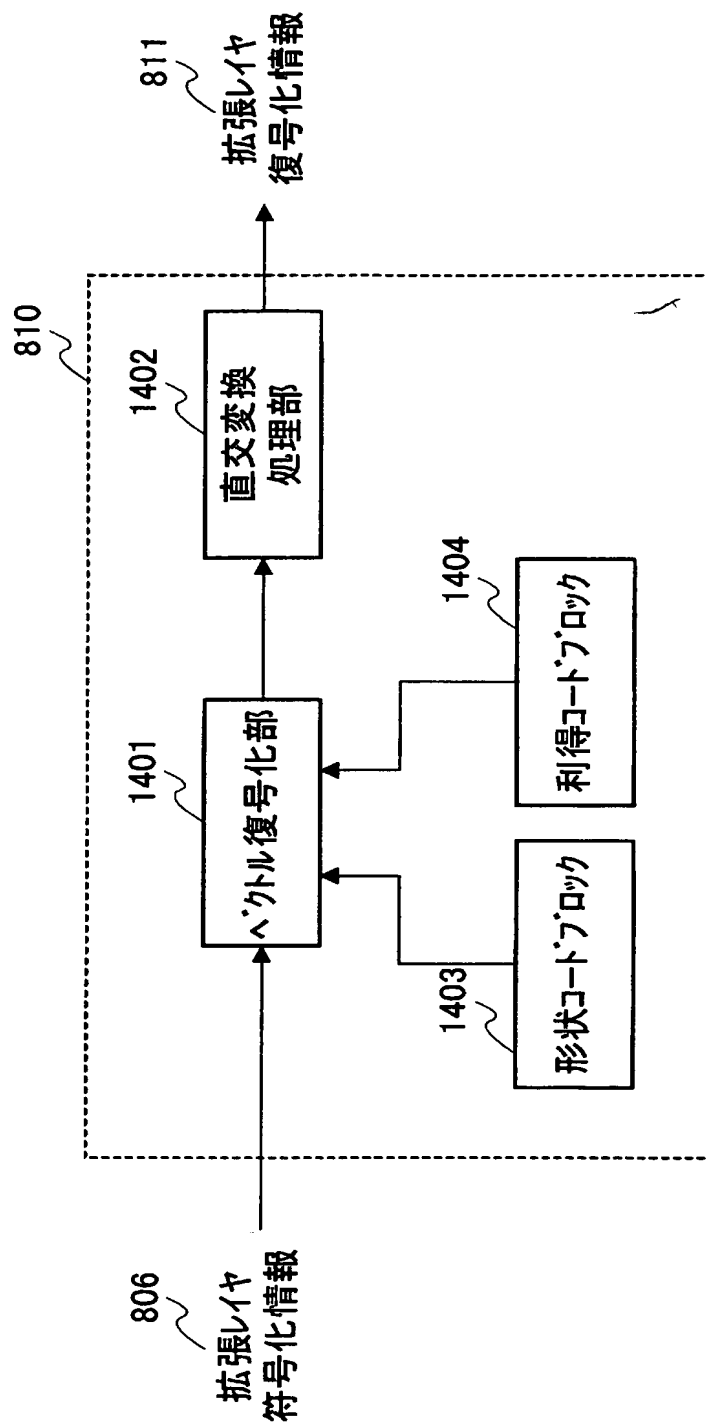 810
806
拡張レイヤ
符号化情報
1401
ベクトル復号化部
1402
直交変換
処理部
811
拡張レイヤ
復号化情報
1403
形状コードブロック
1404
利得コードブロック